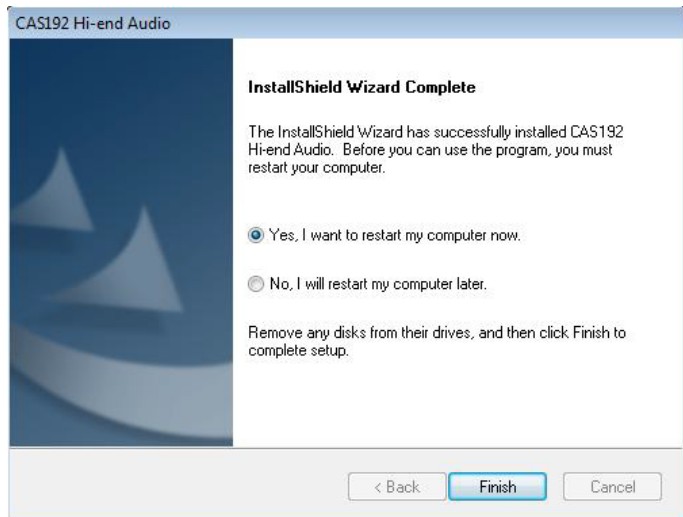 CAS192 Hi-end Audio
InstallShield Wizard Complete
The InstallShield Wizard has successfully installed CAS192
Hi-end Audio. Before you can use the program, you must
restart your computer.
Yes, I want to restart my computer now.
No, I will restart my computer later.
Remove any disks from their drives, and then click Finish to
complete setup.
< Back Finish Cancel